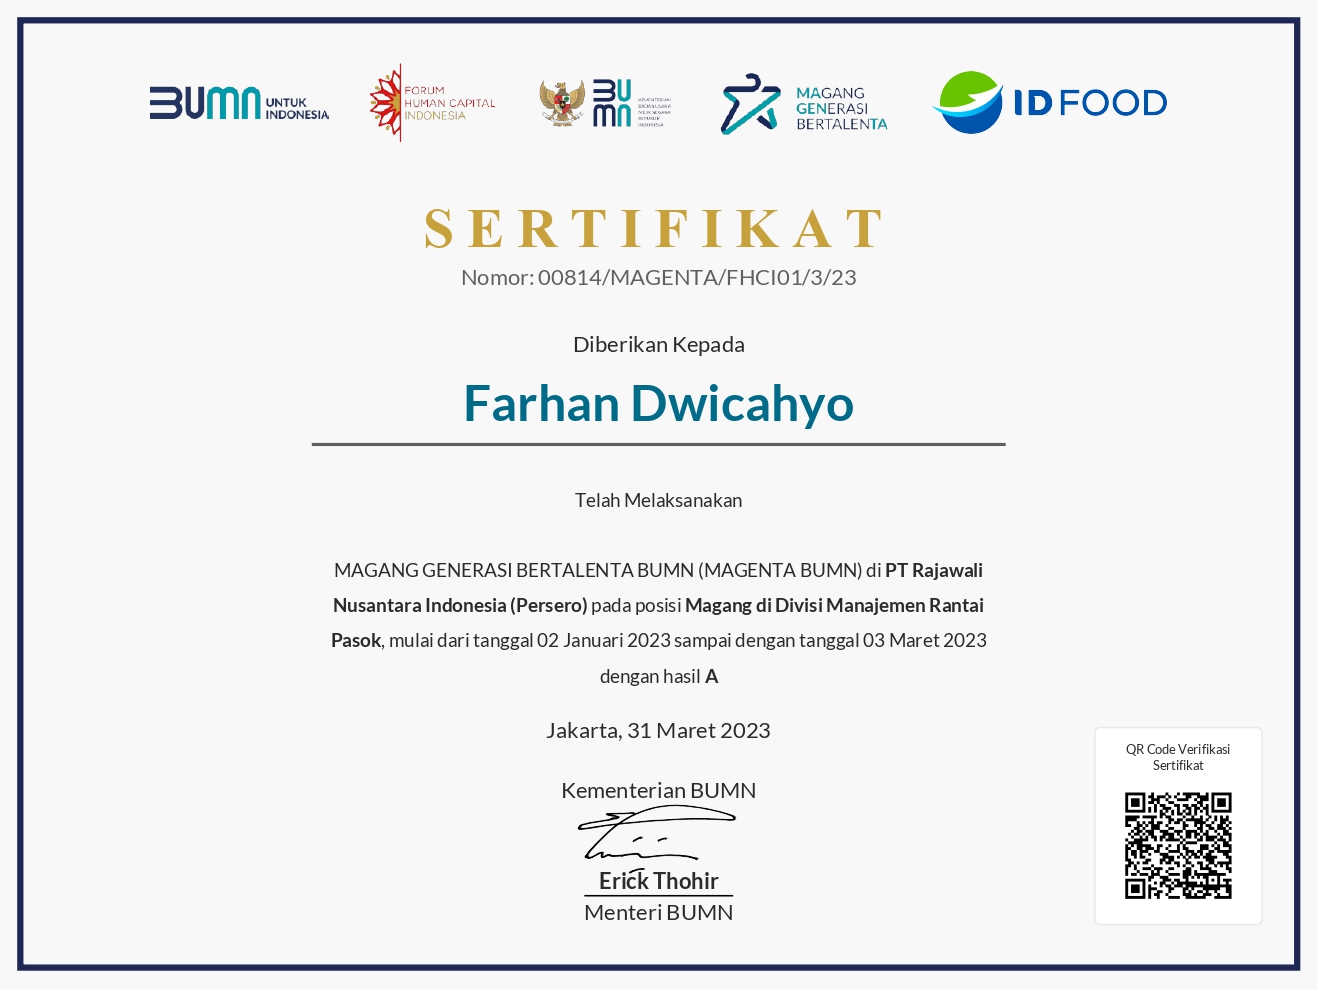 BUMN UNTUK INDONESIA
FORUM HUMAN CAPITAL INDONESIA
BUMN KEMENTERIAN BADAN USAHA MILIK NEGARA REPUBLIK INDONESIA
MAGANG GENERASI BERTALENTA
ID FOOD
SERTIFIKAT
Nomor: 00814/MAGENTA/FHCI01/3/23
Diberikan Kepada
Farhan Dwicahyo
Telah Melaksanakan
MAGANG GENERASI BERTALENTA BUMN (MAGENTA BUMN) di PT Rajawali
Nusantara Indonesia (Persero) pada posisi Magang di Divisi Manajemen Rantai
Pasok, mulai dari tanggal 02 Januari 2023 sampai dengan tanggal 03 Maret 2023
dengan hasil A
Jakarta, 31 Maret 2023
Kementerian BUMN
Erick Thohir
Menteri BUMN
QR Code Verifikasi
Sertifikat